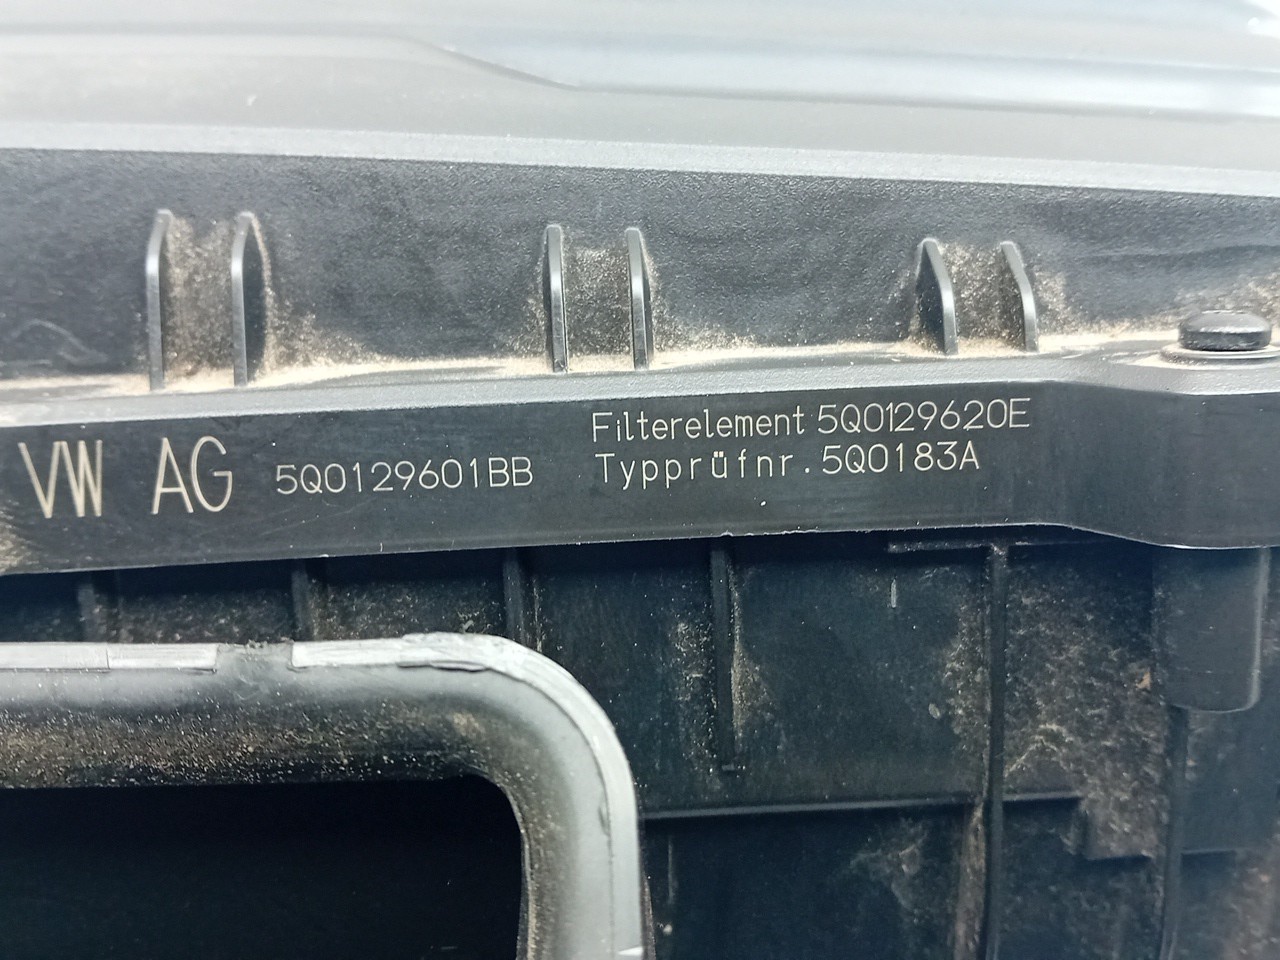 VW AG 5Q0129601BB
Filterelement 5Q0129620E
Typprüfnr. 5Q0183A